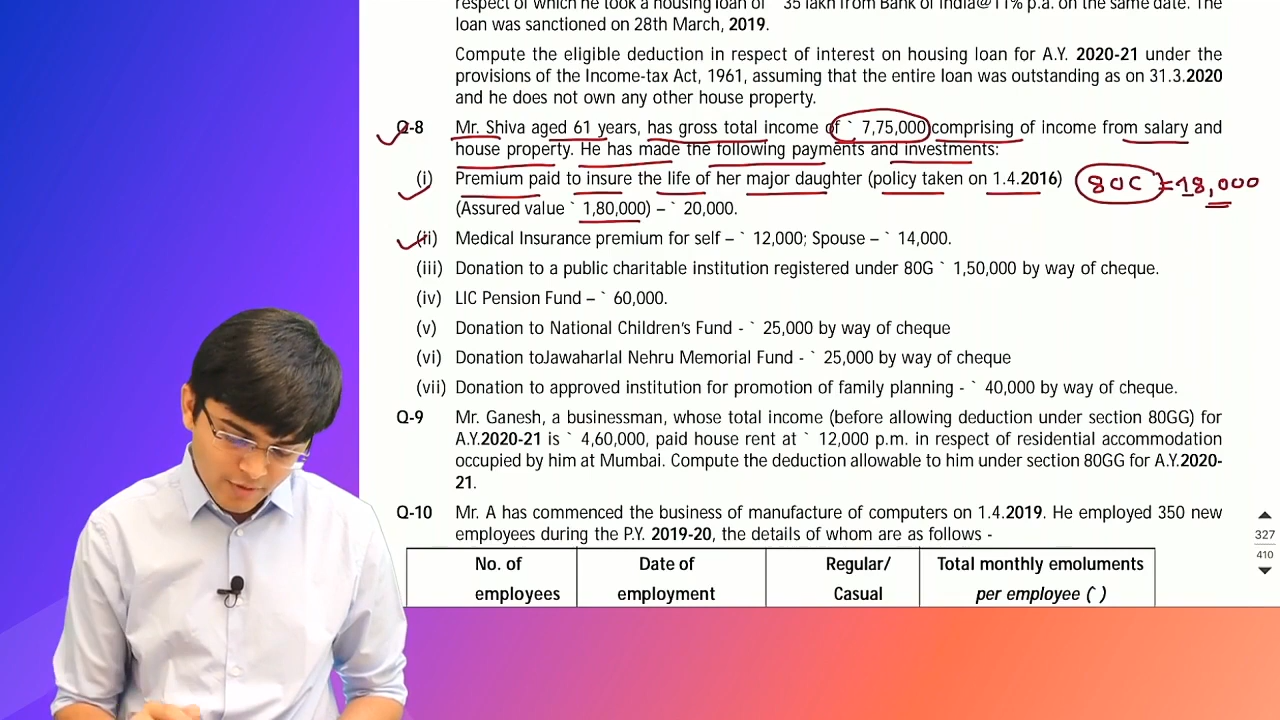 respect of which he took a housing loan of ` 35 lakh from Bank of India@11% p.a. on the same date. The
loan was sanctioned on 28th March, 2019.
Compute the eligible deduction in respect of interest on housing loan for A.Y. 2020-21 under the
provisions of the Income-tax Act, 1961, assuming that the entire loan was outstanding as on 31.3.2020
and he does not own any other house property.
Q-8 Mr. Shiva aged 61 years, has gross total income of ` 7,75,000 comprising of income from salary and
house property. He has made the following payments and investments:
(i) Premium paid to insure the life of her major daughter (policy taken on 1.4.2016) 80C = 18,000
(Assured value ` 1,80,000) – ` 20,000.
(ii) Medical Insurance premium for self – ` 12,000; Spouse – ` 14,000.
(iii) Donation to a public charitable institution registered under 80G ` 1,50,000 by way of cheque.
(iv) LIC Pension Fund – ` 60,000.
(v) Donation to National Children's Fund - ` 25,000 by way of cheque
(vi) Donation toJawaharlal Nehru Memorial Fund - ` 25,000 by way of cheque
(vii) Donation to approved institution for promotion of family planning - ` 40,000 by way of cheque.
Q-9 Mr. Ganesh, a businessman, whose total income (before allowing deduction under section 80GG) for
A.Y.2020-21 is ` 4,60,000, paid house rent at ` 12,000 p.m. in respect of residential accommodation
occupied by him at Mumbai. Compute the deduction allowable to him under section 80GG for A.Y.2020-
21.
Q-10 Mr. A has commenced the business of manufacture of computers on 1.4.2019. He employed 350 new
employees during the P.Y. 2019-20, the details of whom are as follows -
No. of Date of Regular/ Total monthly emoluments
employees employment Casual per employee (`)
327
410